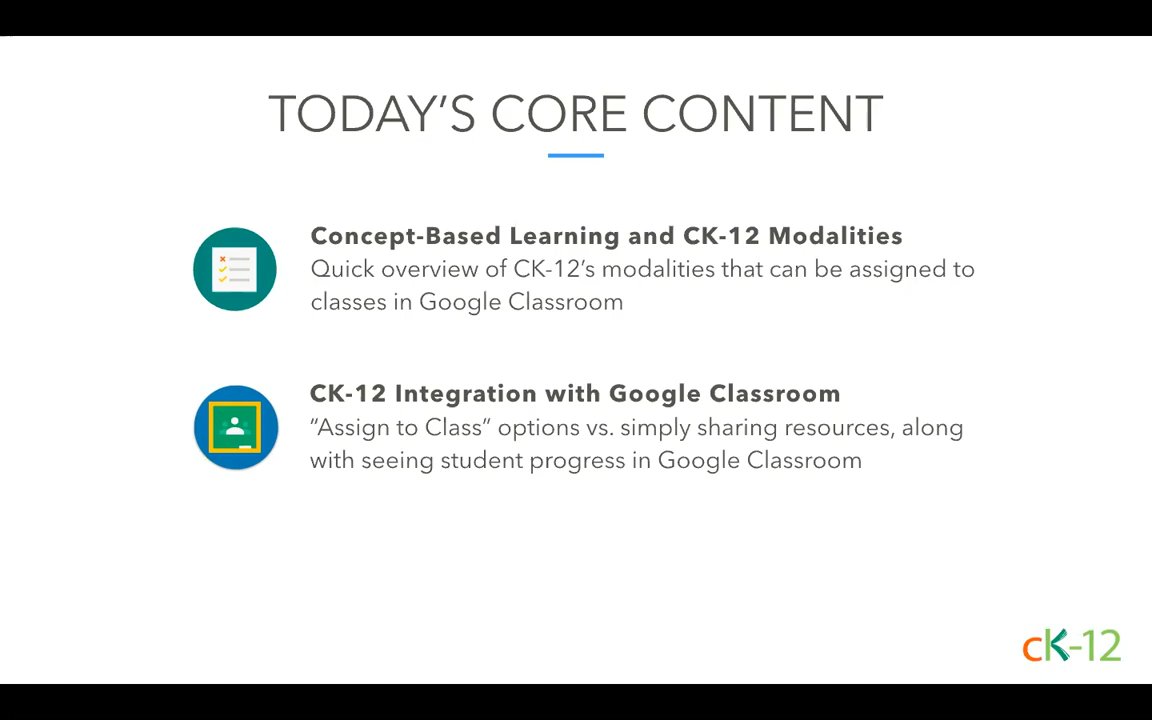 TODAY’S CORE CONTENT
Concept-Based Learning and CK-12 Modalities
Quick overview of CK-12’s modalities that can be assigned to
classes in Google Classroom
CK-12 Integration with Google Classroom
“Assign to Class” options vs. simply sharing resources, along
with seeing student progress in Google Classroom
cK-12